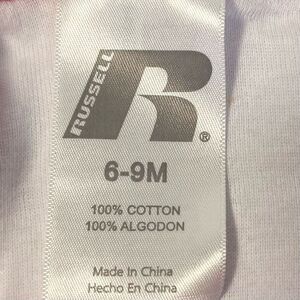 RUSSELL
R®
6-9M
100% COTTON
100% ALGODON
Made In China
Hecho En China